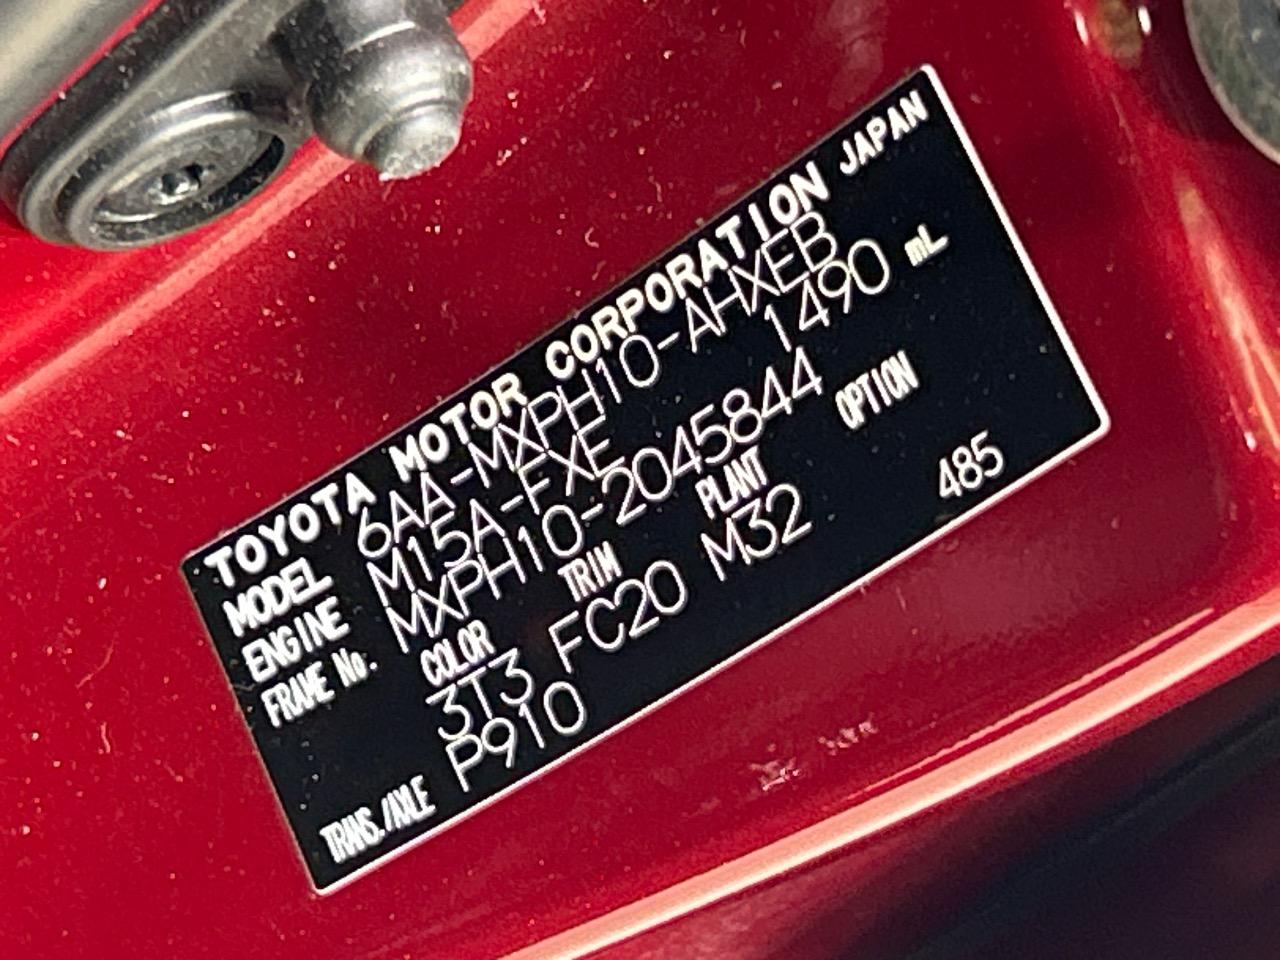 TOYOTA MOTOR CORPORATION JAPAN
MODEL 6AA-MXPH10-AHXEB
ENGINE M15A-FXE 1490 mL
FRAME No. MXPH10-2045844
COLOR TRIM PLANT OPTION
3T3 FC20 M32 485
TRANS./AXLE P910